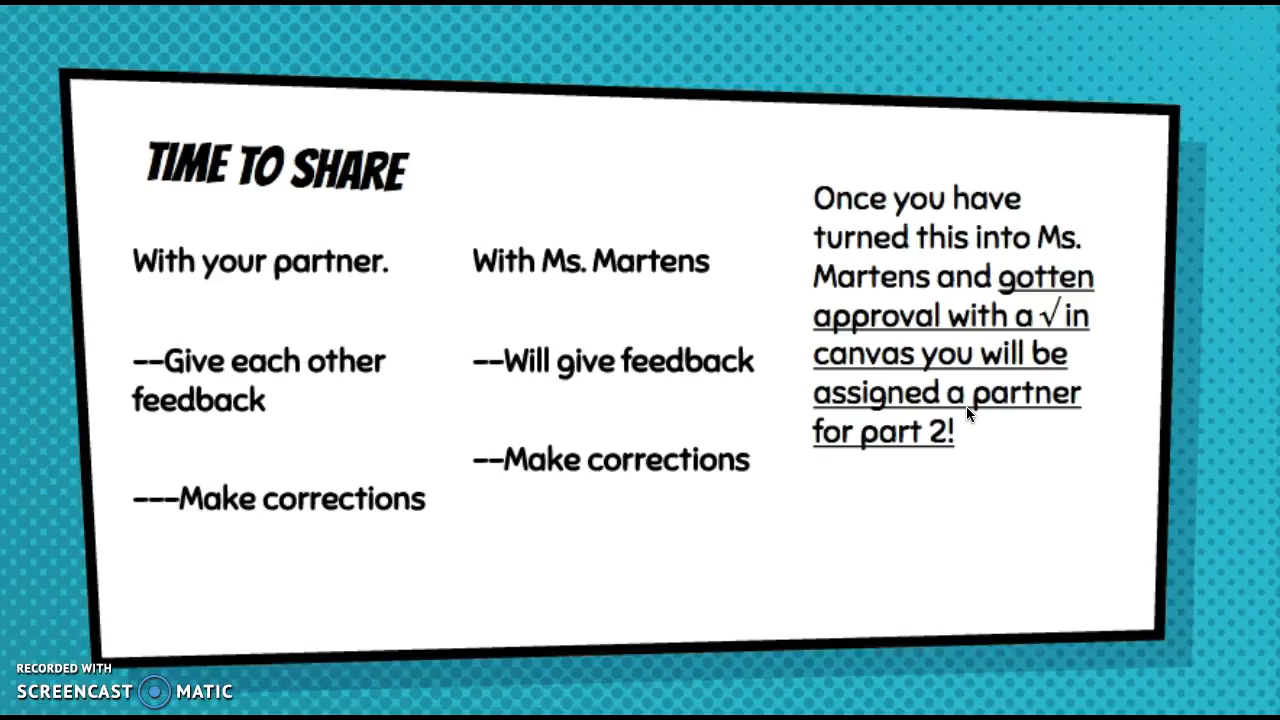 TIME TO SHARE
With your partner.
--Give each other
feedback
---Make corrections
With Ms. Martens
--Will give feedback
--Make corrections
Once you have
turned this into Ms.
Martens and gotten
approval with a √ in
canvas you will be
assigned a partner
for part 2!
RECORDED WITH
SCREENCAST MATIC